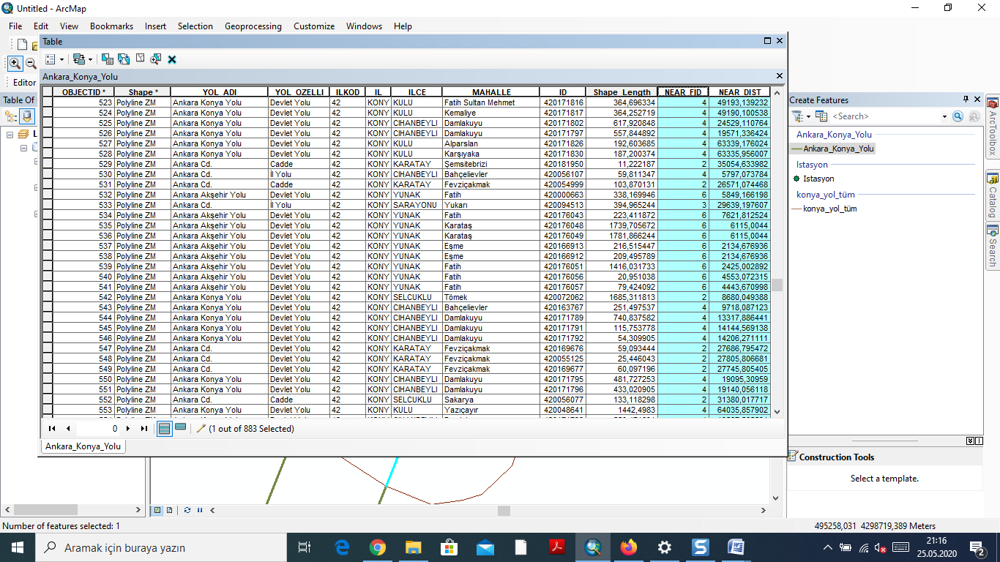 Untitled - ArcMap
File Edit View Bookmarks Insert Selection Geoprocessing Customize Windows Help
Table
Editor
Ankara_Konya_Yolu
Table Of
OBJECTID * Shape * YOL_ADI YOL_OZELLI ILKOD IL ILCE MAHALLE ID Shape_Length NEAR_FID NEAR_DIST
523 Polyline ZM Ankara Konya Yolu Devlet Yolu 42 KONY KULU Fatih Sultan Mehmet 420171816 364,696334 4 49193,139232
524 Polyline ZM Ankara Konya Yolu Devlet Yolu 42 KONY KULU Kemaliye 420171817 364,252719 4 49190,100538
525 Polyline ZM Ankara Konya Yolu Devlet Yolu 42 KONY CIHANBEYLI Damlakuyu 420171802 617,920848 4 24529,110764
526 Polyline ZM Ankara Konya Yolu Devlet Yolu 42 KONY CIHANBEYLI Damlakuyu 420171797 557,844892 4 19571,336424
527 Polyline ZM Ankara Konya Yolu Devlet Yolu 42 KONY KULU Alparslan 420171826 192,603685 4 63339,176024
528 Polyline ZM Ankara Konya Yolu Devlet Yolu 42 KONY KULU Karşıyaka 420171830 187,200374 4 63335,956007
529 Polyline ZM Ankara Cd. Cadde 42 KONY KARATAY Şemsitebrizi 420181950 11,222187 2 35054,633982
530 Polyline ZM Ankara Cd. İl Yolu 42 KONY CIHANBEYLI Bahçelievler 420056107 59,811347 4 5797,073784
531 Polyline ZM Ankara Cd. Cadde 42 KONY KARATAY Fevziçakmak 420054999 103,870131 2 26571,074468
532 Polyline ZM Ankara Akşehir Yolu Devlet Yolu 42 KONY YUNAK Fatih 420000663 338,169946 6 5849,166198
533 Polyline ZM Ankara Cd. İl Yolu 42 KONY SARAYONU Yukarı 420094513 394,965244 3 29639,197607
534 Polyline ZM Ankara Akşehir Yolu Devlet Yolu 42 KONY YUNAK Fatih 420176043 223,411872 6 7621,812524
535 Polyline ZM Ankara Akşehir Yolu Devlet Yolu 42 KONY YUNAK Karataş 420176048 1739,705672 6 6115,0044
536 Polyline ZM Ankara Akşehir Yolu Devlet Yolu 42 KONY YUNAK Karataş 420176049 1781,866244 6 6115,0044
537 Polyline ZM Ankara Akşehir Yolu Devlet Yolu 42 KONY YUNAK Eşme 420166913 216,515447 6 2134,676936
538 Polyline ZM Ankara Akşehir Yolu Devlet Yolu 42 KONY YUNAK Eşme 420166912 209,495789 6 2134,676936
539 Polyline ZM Ankara Akşehir Yolu Devlet Yolu 42 KONY YUNAK Fatih 420176051 1416,031733 6 2425,002892
540 Polyline ZM Ankara Akşehir Yolu Devlet Yolu 42 KONY YUNAK Fatih 420176056 20,951038 6 4553,072315
541 Polyline ZM Ankara Akşehir Yolu Devlet Yolu 42 KONY YUNAK Fatih 420176057 79,424092 6 4443,670998
542 Polyline ZM Ankara Konya Yolu Devlet Yolu 42 KONY SELCUKLU Tömek 420072062 1685,311813 2 8680,049388
543 Polyline ZM Ankara Konya Yolu Devlet Yolu 42 KONY CIHANBEYLI Bahçelievler 420163767 251,497537 4 9718,087123
544 Polyline ZM Ankara Konya Yolu Devlet Yolu 42 KONY CIHANBEYLI Damlakuyu 420171789 740,837582 4 13317,886441
545 Polyline ZM Ankara Konya Yolu Devlet Yolu 42 KONY CIHANBEYLI Damlakuyu 420171791 115,753778 4 14144,569138
546 Polyline ZM Ankara Konya Yolu Devlet Yolu 42 KONY CIHANBEYLI Damlakuyu 420171792 54,309905 4 14206,271111
547 Polyline ZM Ankara Cd. Devlet Yolu 42 KONY KARATAY Fevziçakmak 420169676 59,093444 2 27686,795472
548 Polyline ZM Ankara Cd. Devlet Yolu 42 KONY KARATAY Fevziçakmak 420055125 25,446043 2 27805,806681
549 Polyline ZM Ankara Cd. Devlet Yolu 42 KONY KARATAY Fevziçakmak 420169677 60,097196 2 27745,805405
550 Polyline ZM Ankara Konya Yolu Devlet Yolu 42 KONY CIHANBEYLI Damlakuyu 420171795 481,727253 4 19095,30959
551 Polyline ZM Ankara Konya Yolu Devlet Yolu 42 KONY CIHANBEYLI Damlakuyu 420171796 433,020905 4 19140,056118
552 Polyline ZM Ankara Cd. Cadde 42 KONY SELCUKLU Sakarya 420056077 133,118298 2 31380,017717
553 Polyline ZM Ankara Konya Yolu Devlet Yolu 42 KONY KULU Yazıçayır 420048641 1442,4983 4 64035,857902
0 (1 out of 883 Selected)
Ankara_Konya_Yolu
Create Features
<Search>
Ankara_Konya_Yolu
Ankara_Konya_Yolu
Istasyon
Istasyon
konya_yol_tüm
konya_yol_tüm
Construction Tools
Select a template.
ArcToolbox
Catalog
Search
Number of features selected: 1
495258,031 4298719,389 Meters
Aramak için buraya yazın
21:16
25.05.2020
2